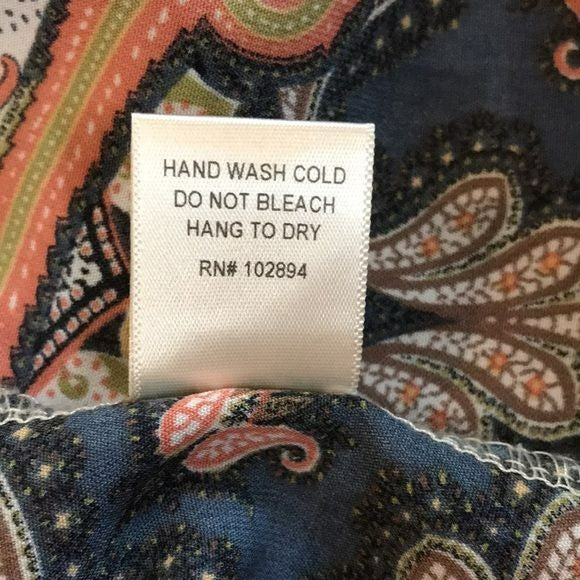 HAND WASH COLD
DO NOT BLEACH
HANG TO DRY
RN# 102894